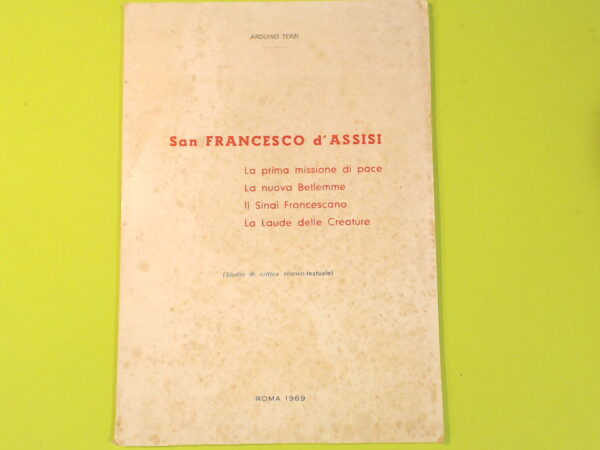 ARDUINO TERZI
San FRANCESCO d'ASSISI
La prima missione di pace
La nuova Betlemme
Il Sinai Francescano
La Laude delle Creature
(Studio di critica storico-testuale)
ROMA 1969